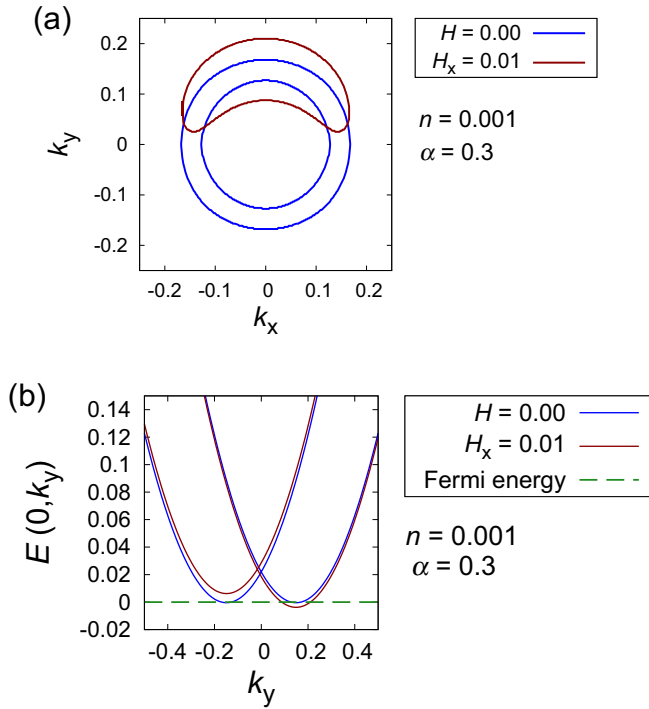 (a)
H = 0.00
Hx = 0.01
n = 0.001
α = 0.3
ky
0.2
0.1
0
-0.1
-0.2
-0.2 -0.1 0 0.1 0.2
kx
(b)
H = 0.00
Hx = 0.01
Fermi energy
n = 0.001
α = 0.3
E (0,ky)
0.14
0.12
0.1
0.08
0.06
0.04
0.02
0
-0.02
-0.4 -0.2 0 0.2 0.4
ky